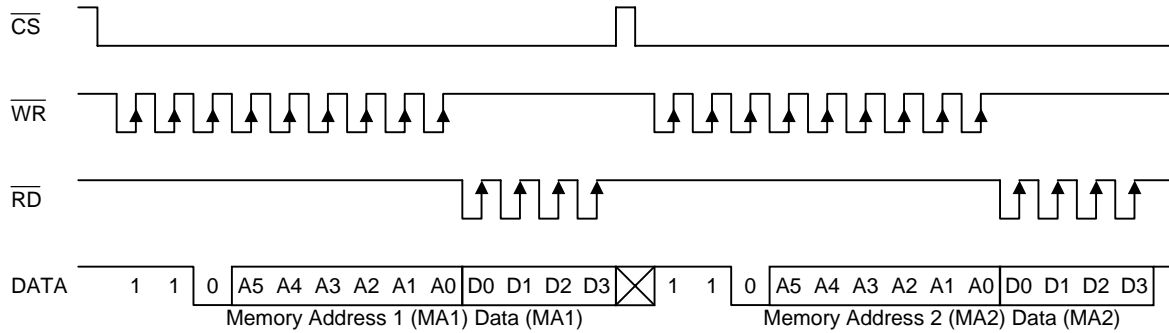 CS
WR
RD
DATA 1 1 0 A5 A4 A3 A2 A1 A0 D0 D1 D2 D3 1 1 0 A5 A4 A3 A2 A1 A0 D0 D1 D2 D3
Memory Address 1 (MA1) Data (MA1) Memory Address 2 (MA2) Data (MA2)